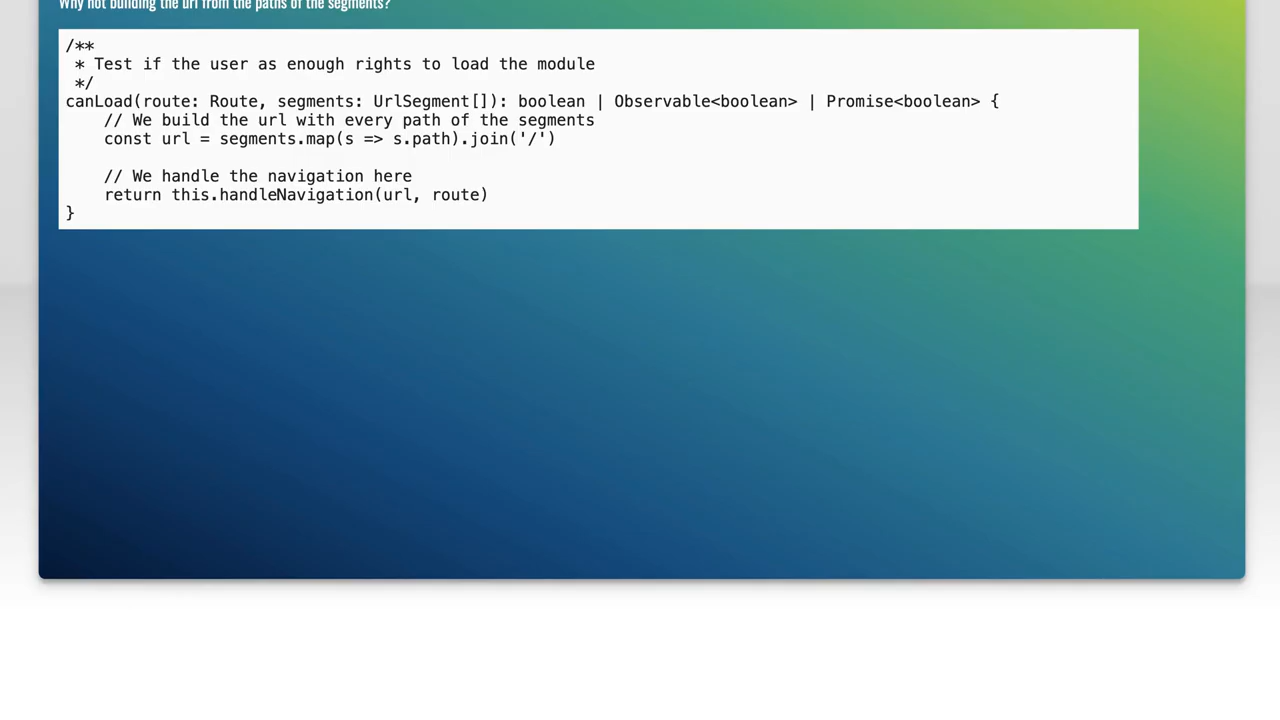 Why not building the url from the paths of the segments?
/**
 * Test if the user as enough rights to load the module
 */
canLoad(route: Route, segments: UrlSegment[]): boolean | Observable<boolean> | Promise<boolean> {
    // We build the url with every path of the segments
    const url = segments.map(s => s.path).join('/')
    // We handle the navigation here
    return this.handleNavigation(url, route)
}